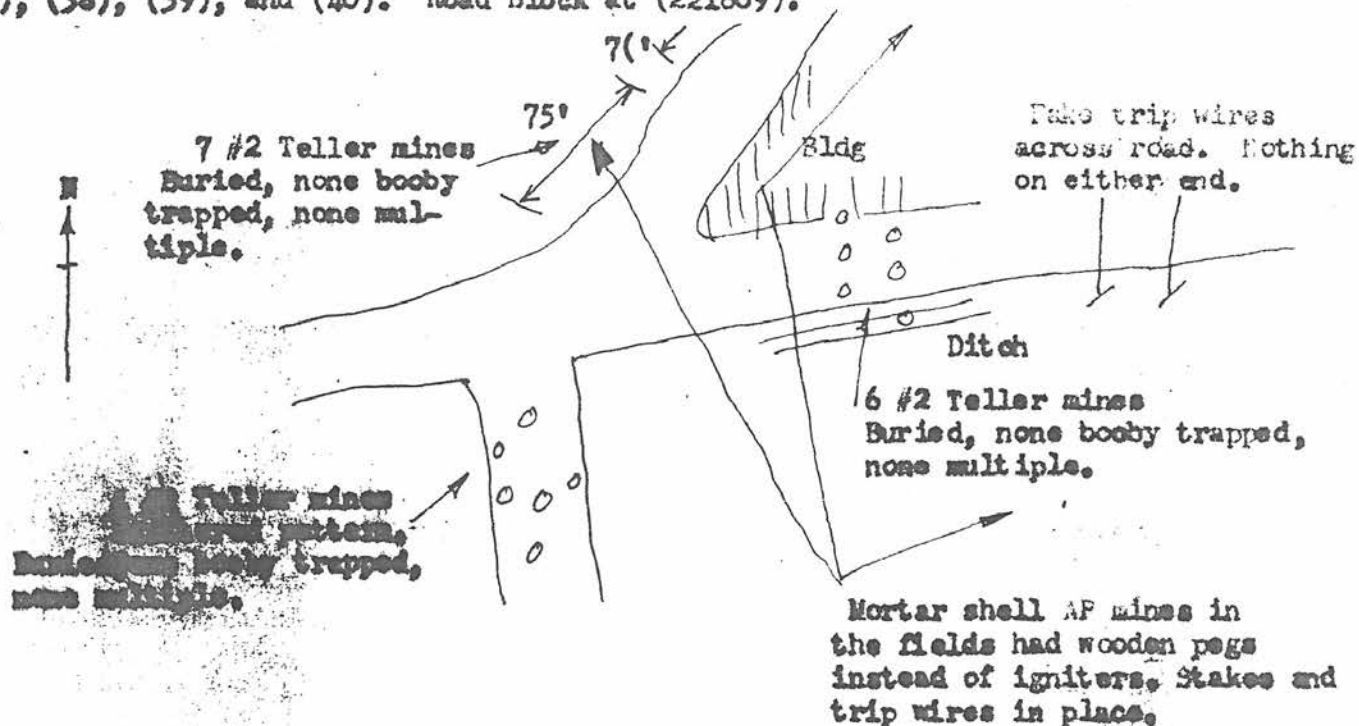 ), (38), (39), and (40). Road Block at (221809).
7('
75'
7 #2 Teller mines
Buried, none booby
trapped, none mul-
tiple.
N
Bldg
Fake trip wires
across road. Nothing
on either end.
Ditch
6 #2 Teller mines
Buried, none booby trapped,
none multiple.
Teller mines
pattern.
booby trapped,
none multiple.
Mortar shell AP mines in
the fields had wooden pegs
instead of igniters. Stakes and
trip wires in place.